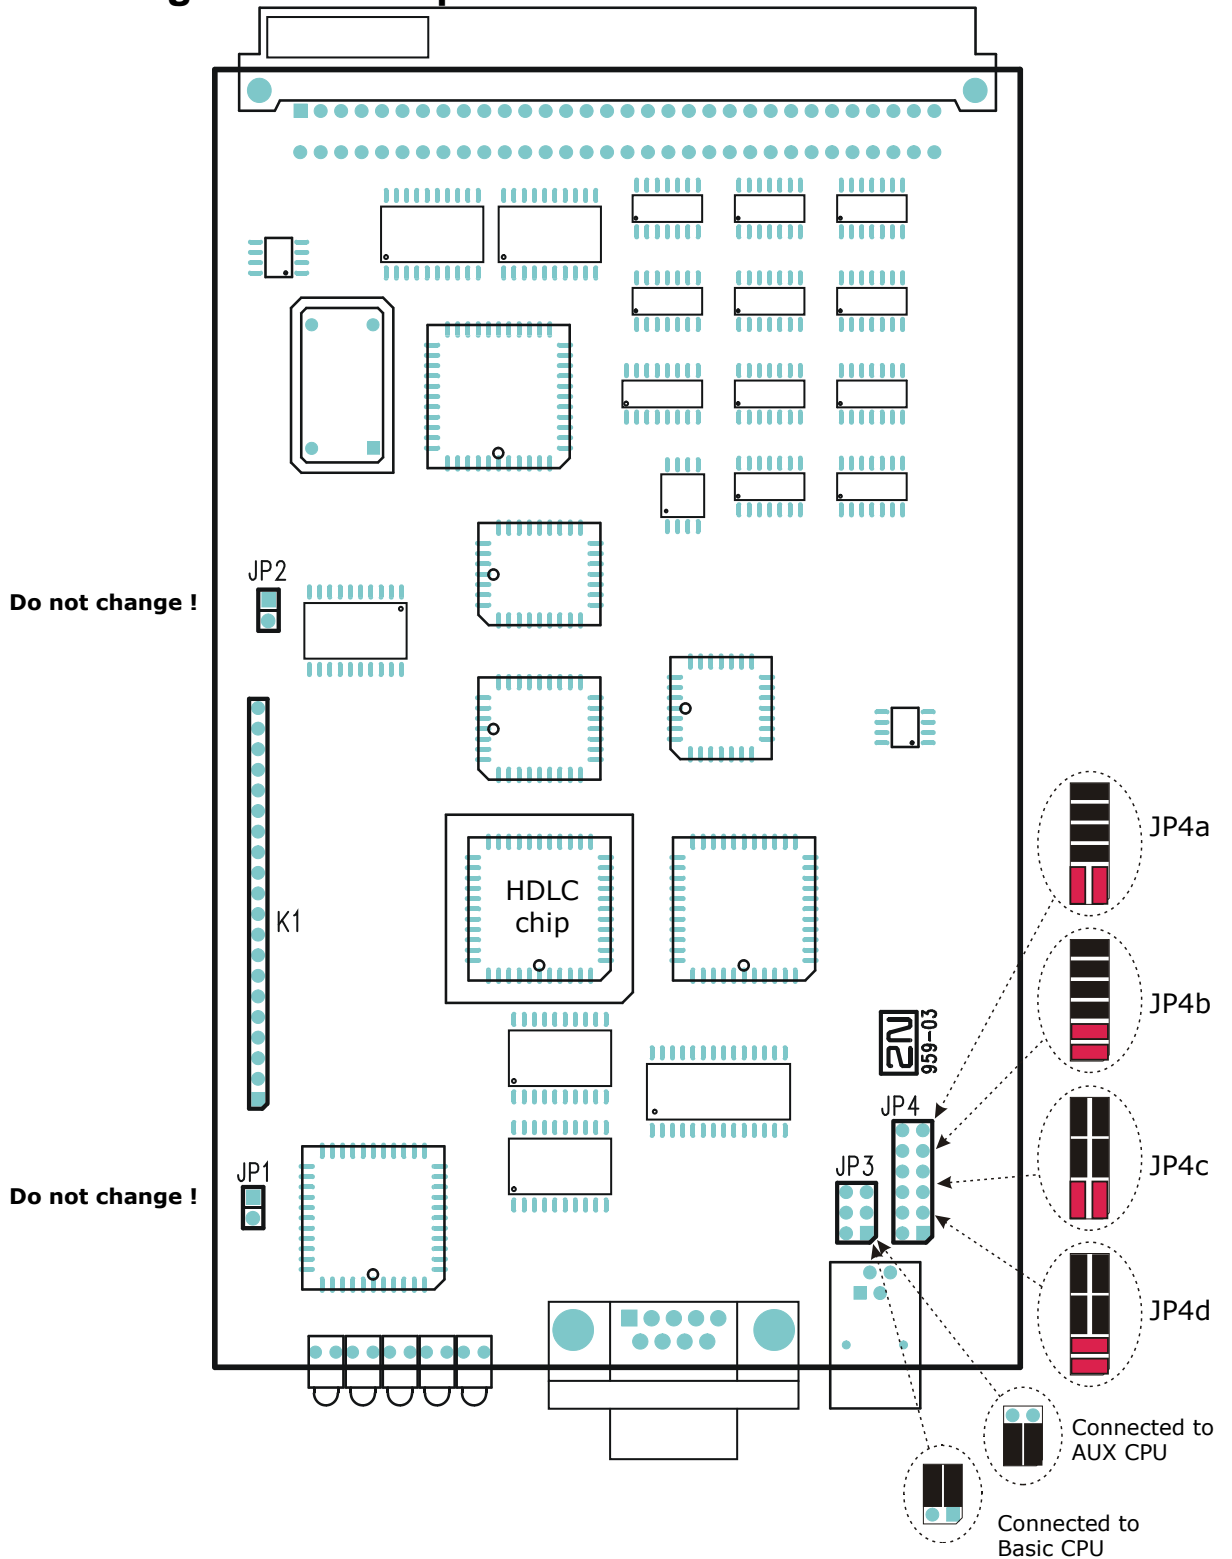 JP2
Do not change !
JP4a
HDLC
chip
K1
JP4b
2N
959-03
JP4
JP3
JP4c
JP1
Do not change !
JP4d
Connected to
AUX CPU
Connected to
Basic CPU